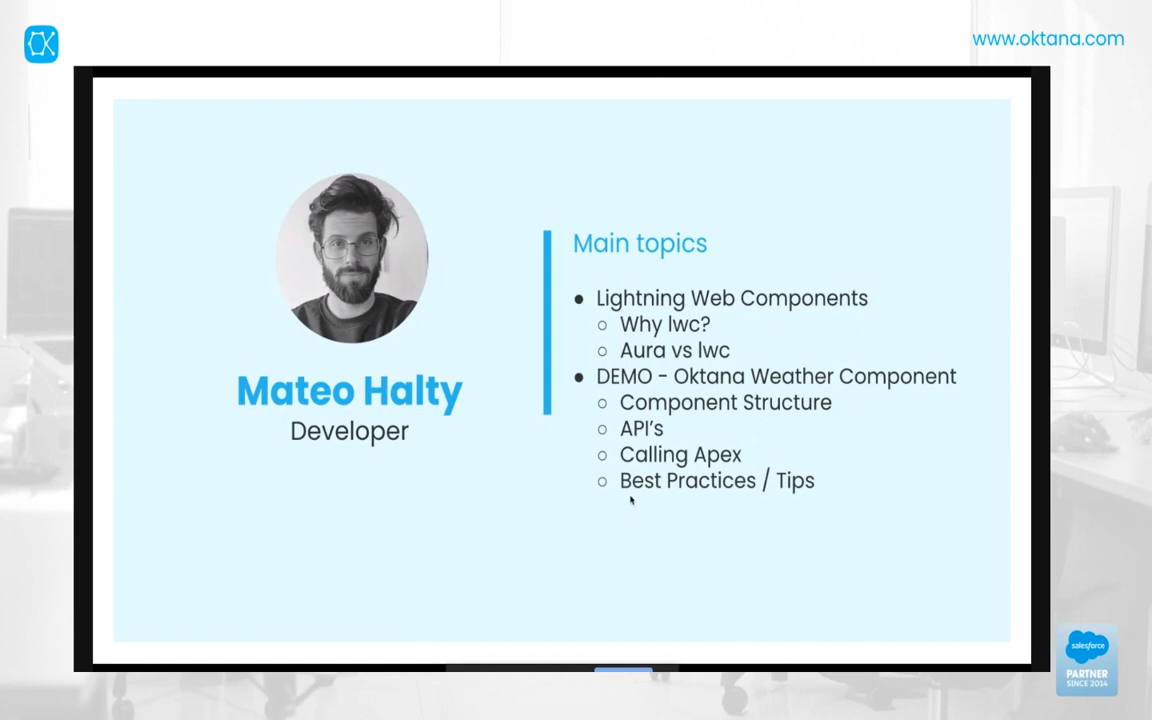 www.oktana.com
Mateo Halty
Developer
Main topics
● Lightning Web Components
○ Why lwc?
○ Aura vs lwc
● DEMO - Oktana Weather Component
○ Component Structure
○ API's
○ Calling Apex
○ Best Practices / Tips
salesforce
PARTNER
SINCE 2014